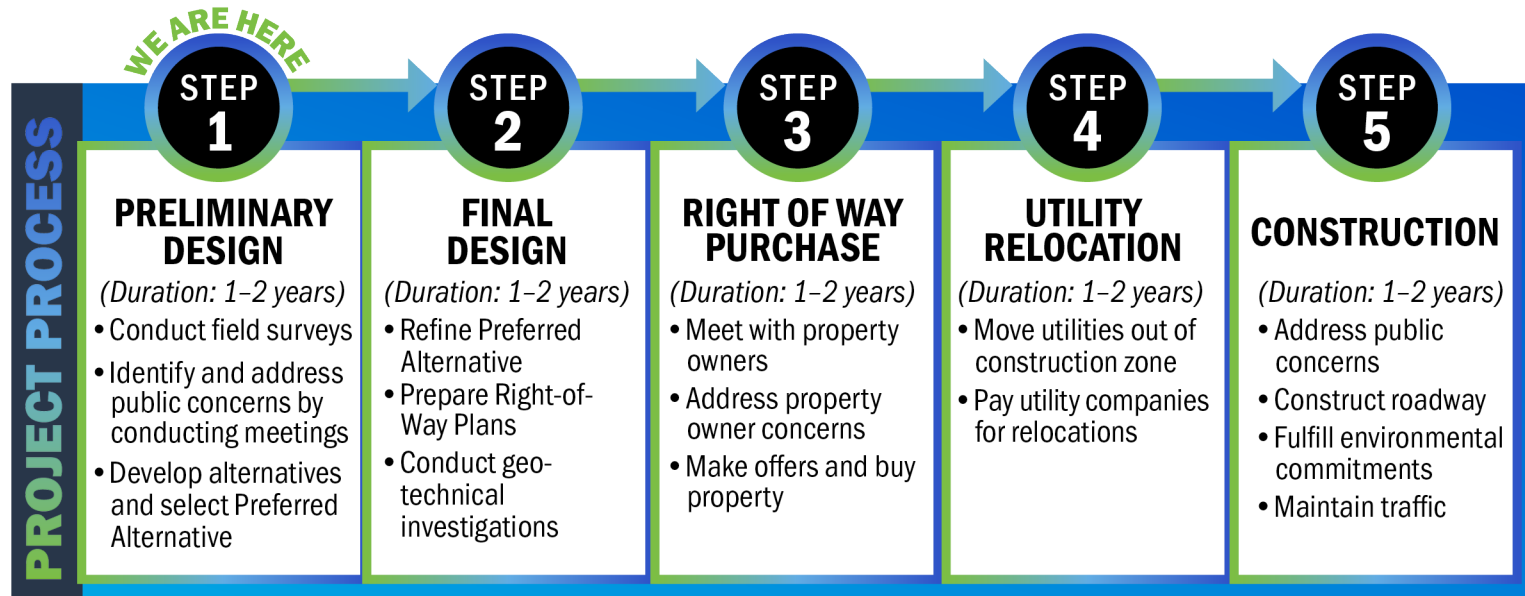 WE ARE HERE
PROJECT PROCESS
STEP
1
PRELIMINARY
DESIGN
(Duration: 1–2 years)
• Conduct field surveys
• Identify and address
public concerns by
conducting meetings
• Develop alternatives
and select Preferred
Alternative
STEP
2
FINAL
DESIGN
(Duration: 1–2 years)
• Refine Preferred
Alternative
• Prepare Right-of-
Way Plans
• Conduct geo-
technical
investigations
STEP
3
RIGHT OF WAY
PURCHASE
(Duration: 1–2 years)
• Meet with property
owners
• Address property
owner concerns
• Make offers and buy
property
STEP
4
UTILITY
RELOCATION
(Duration: 1–2 years)
• Move utilities out of
construction zone
• Pay utility companies
for relocations
STEP
5
CONSTRUCTION
(Duration: 1–2 years)
• Address public
concerns
• Construct roadway
• Fulfill environmental
commitments
• Maintain traffic